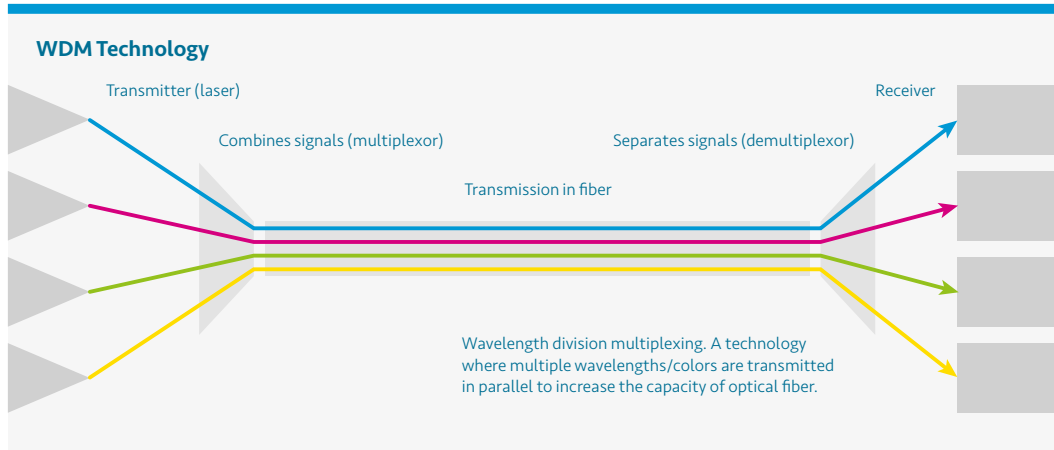 WDM Technology
Transmitter (laser)
Receiver
Combines signals (multiplexor)
Separates signals (demultiplexor)
Transmission in fiber
Wavelength division multiplexing. A technology
where multiple wavelengths/colors are transmitted
in parallel to increase the capacity of optical fiber.